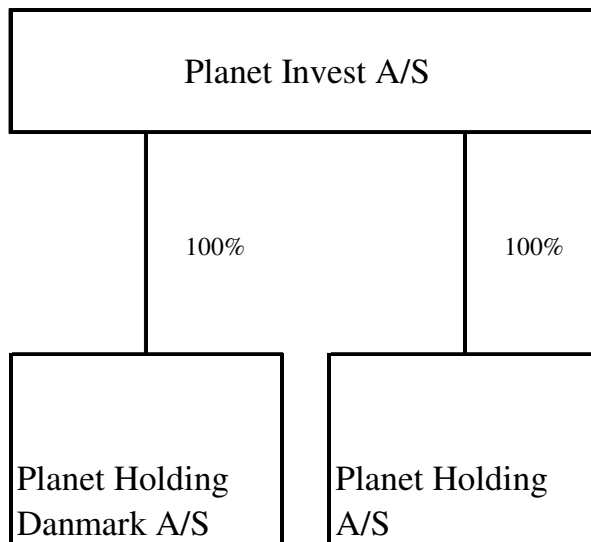 Planet Invest A/S
100%
100%
Planet Holding
Danmark A/S
Planet Holding
A/S